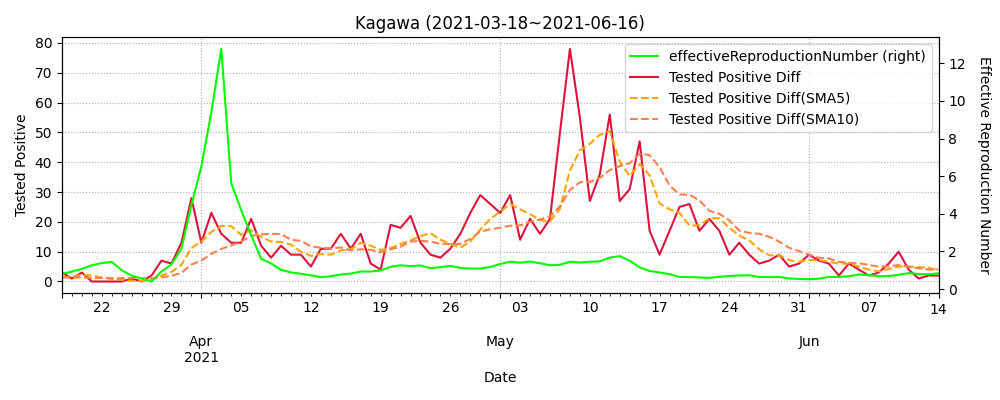 Kagawa (2021-03-18~2021-06-16)
effectiveReproductionNumber (right)
Tested Positive Diff
Tested Positive Diff(SMA5)
Tested Positive Diff(SMA10)
Tested Positive
80
70
60
50
40
30
20
10
0
Effective Reproduction Number
12
10
8
6
4
2
0
22 29 05 12 19 26 03 10 17 24 31 07 14
Apr May Jun
2021
Date